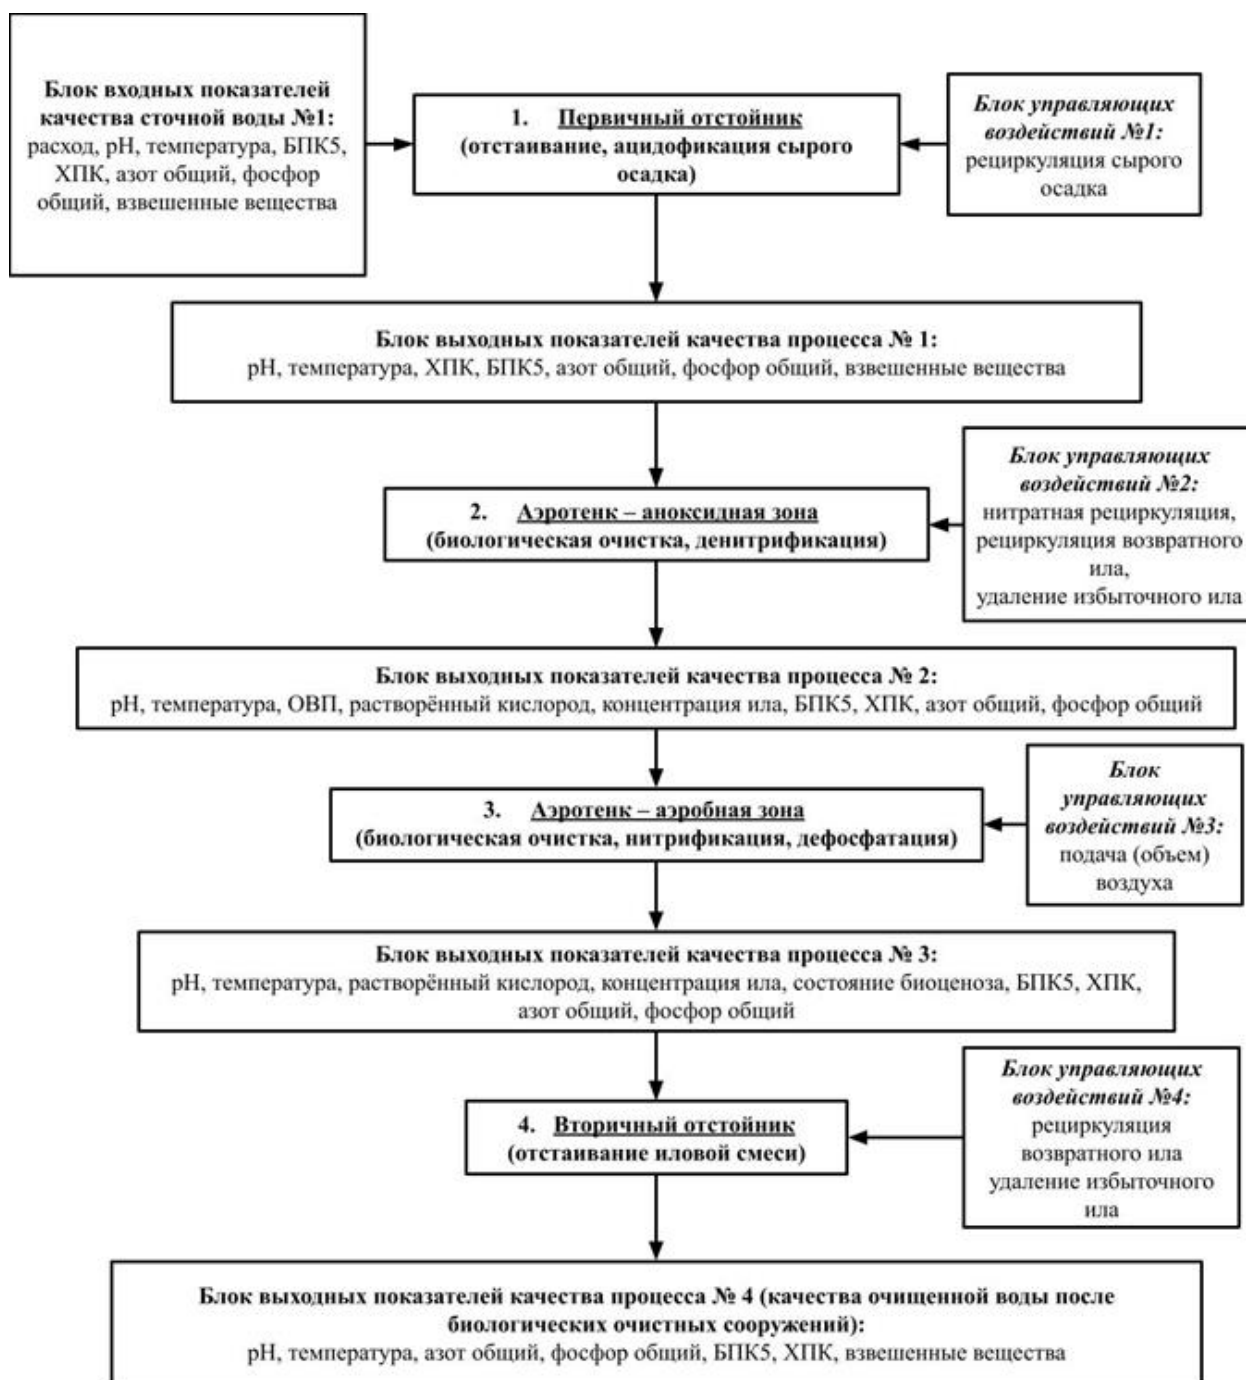 Блок входных показателей
качества сточной воды №1:
расход, pH, температура, БПК5,
ХПК, азот общий, фосфор
общий, взвешенные вещества
1. Первичный отстойник
(отстаивание, ацидофикация сырого
осадка)
Блок управляющих
воздействий №1:
рециркуляция сырого
осадка
Блок выходных показателей качества процесса № 1:
pH, температура, ХПК, БПК5, азот общий, фосфор общий, взвешенные вещества
2. Аэротенк – аноксидная зона
(биологическая очистка, денитрификация)
Блок управляющих
воздействий №2:
нитратная рециркуляция,
рециркуляция возвратного
ила,
удаление избыточного ила
Блок выходных показателей качества процесса № 2:
pH, температура, ОВП, растворённый кислород, концентрация ила, БПК5, ХПК, азот общий, фосфор общий
3. Аэротенк – аэробная зона
(биологическая очистка, нитрификация, дефосфатация)
Блок
управляющих
воздействий №3:
подача (объем)
воздуха
Блок выходных показателей качества процесса № 3:
pH, температура, растворённый кислород, концентрация ила, состояние биоценоза, БПК5, ХПК,
азот общий, фосфор общий
4. Вторичный отстойник
(отстаивание иловой смеси)
Блок управляющих
воздействий №4:
рециркуляция
возвратного ила
удаление избыточного
ила
Блок выходных показателей качества процесса № 4 (качества очищенной воды после
биологических очистных сооружений):
pH, температура, азот общий, фосфор общий, БПК5, ХПК, взвешенные вещества